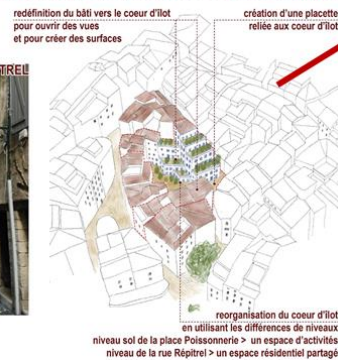 redéfinition du bâti vers le coeur d'îlot
pour ouvrir des vues
et pour créer des surfaces
création d'une placette
reliée aux coeur d'îlot
TREL
reorganisation du coeur d'îlot
en utilisant les différences de niveaux
niveau sol de la place Poissonnerie > un espace d'activités
niveau de la rue Répitrel > un espace résidentiel partagé